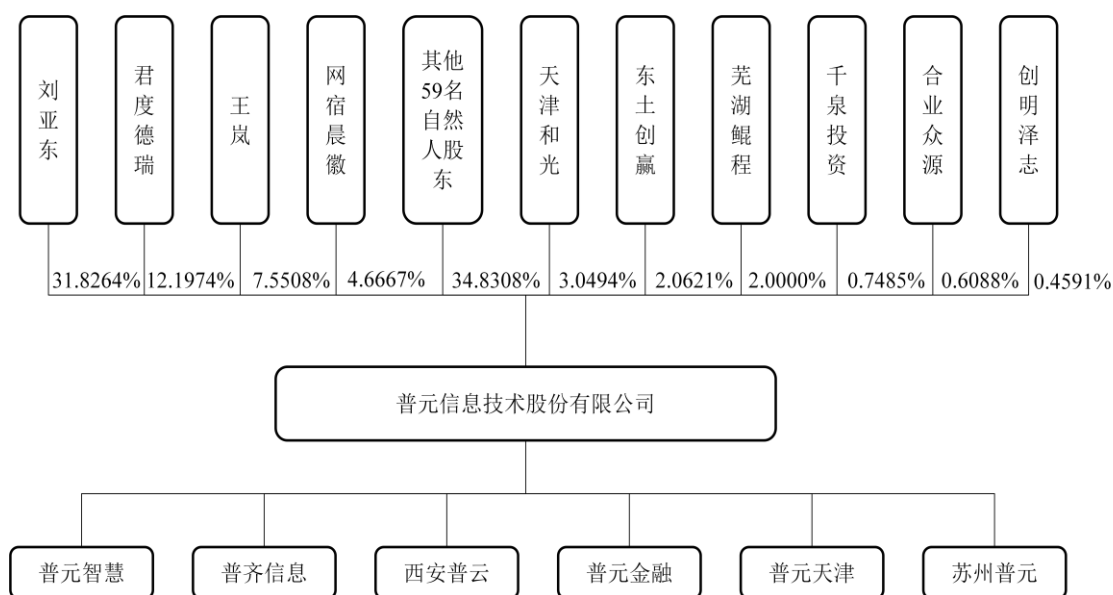 刘亚东
君度德瑞
王岚
网宿晨徽
其他
59名
自然
人股
东
天津和光
东土创赢
芜湖鲲程
千泉投资
合业众源
创明泽志
31.8264%
12.1974%
7.5508%
4.6667%
34.8308%
3.0494%
2.0621%
2.0000%
0.7485%
0.6088%
0.4591%
普元信息技术股份有限公司
普元智慧
普齐信息
西安普云
普元金融
普元天津
苏州普元